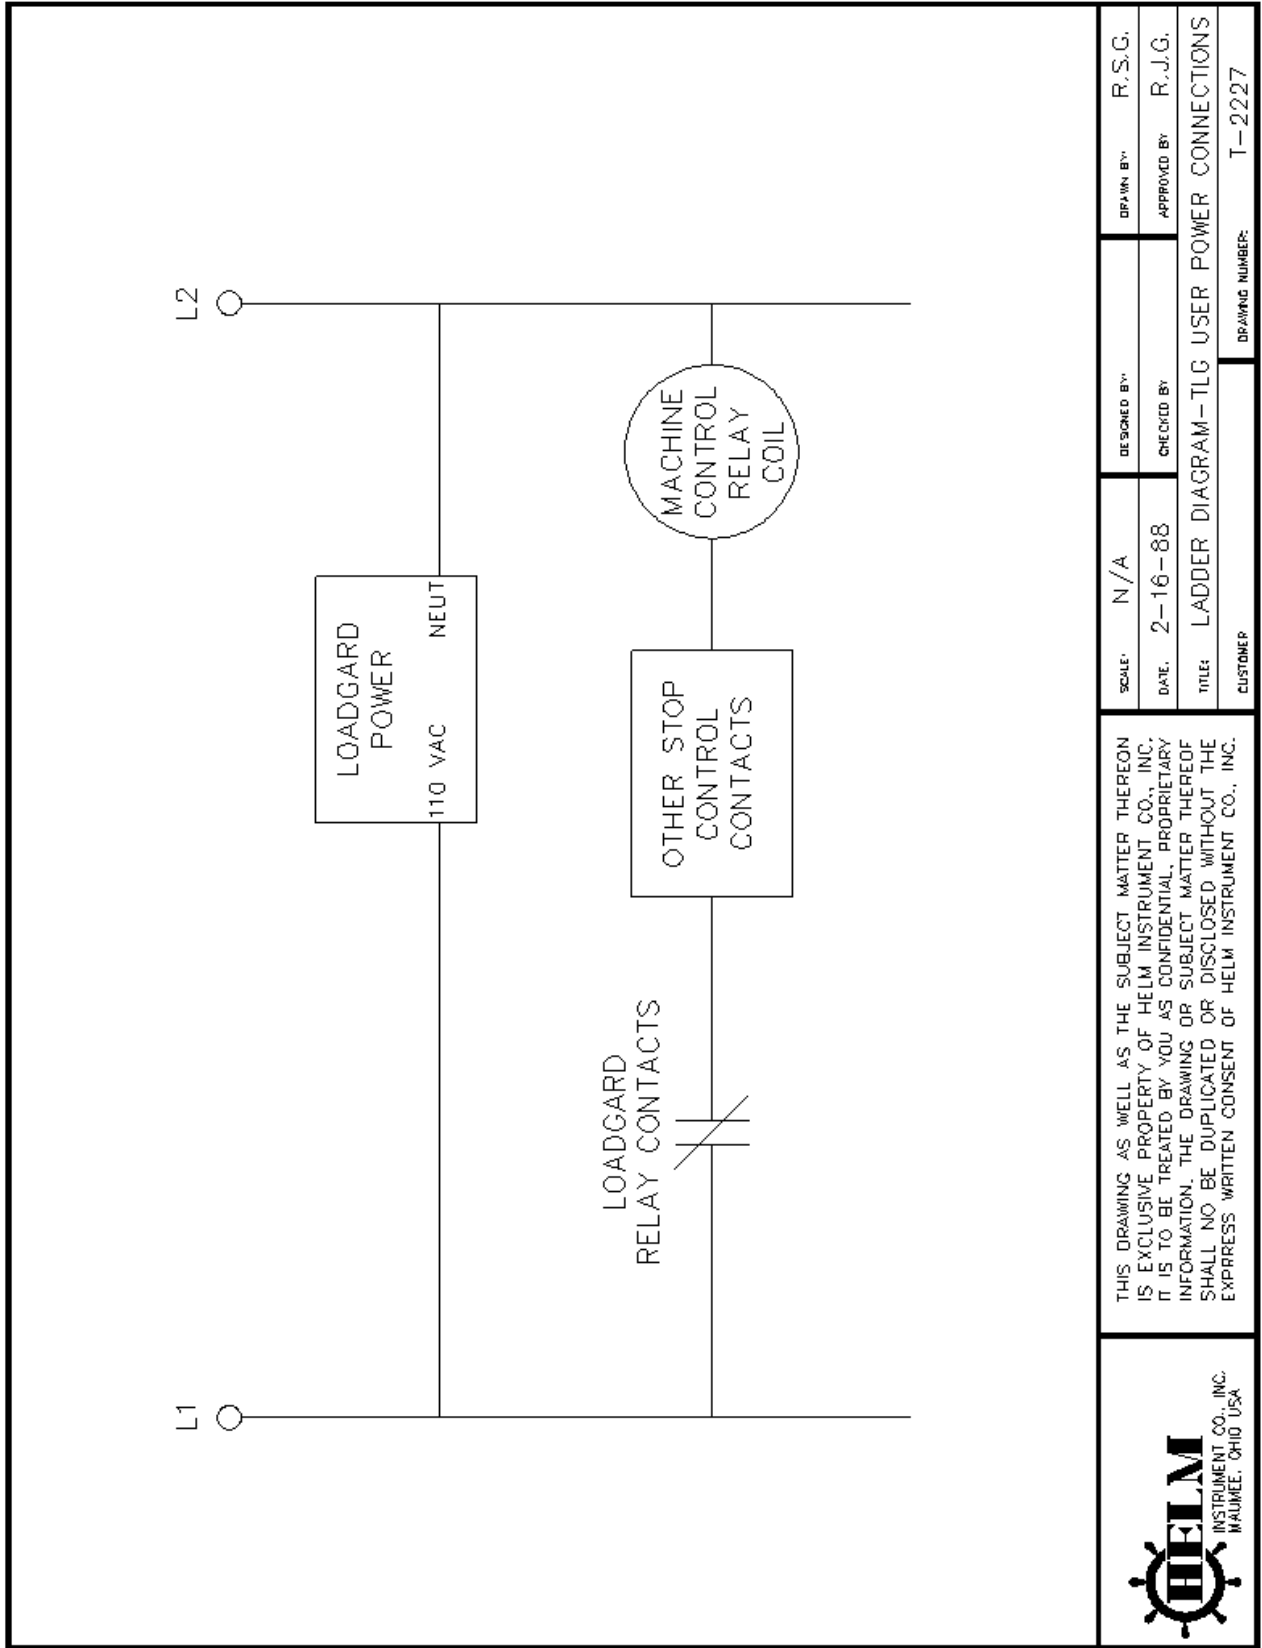 L1
L2
LOADGARD
POWER
110 VAC
NEUT
LOADGARD
RELAY CONTACTS
OTHER STOP
CONTROL
CONTACTS
MACHINE
CONTROL
RELAY
COIL
HELM
INSTRUMENT CO., INC.
MAUMEE, OHIO USA
THIS DRAWING AS WELL AS THE SUBJECT MATTER THEREON
IS EXCLUSIVE PROPERTY OF HELM INSTRUMENT CO., INC.
IT IS TO BE TREATED BY YOU AS CONFIDENTIAL, PROPRIETARY
INFORMATION. THE DRAWING OR SUBJECT MATTER THEREOF
SHALL NO BE DUPLICATED OR DISCLOSED WITHOUT THE
EXPRRESS WRITTEN CONSENT OF HELM INSTRUMENT CO., INC.
SCALE: N/A
DESIGNED BY:
DRAWN BY: R.S.G.
DATE. 2-16-88
CHECKED BY
APPROVED BY R.J.G.
TITLE: LADDER DIAGRAM-TLG USER POWER CONNECTIONS
CUSTOMER
DRAWING NUMBER: T-2227